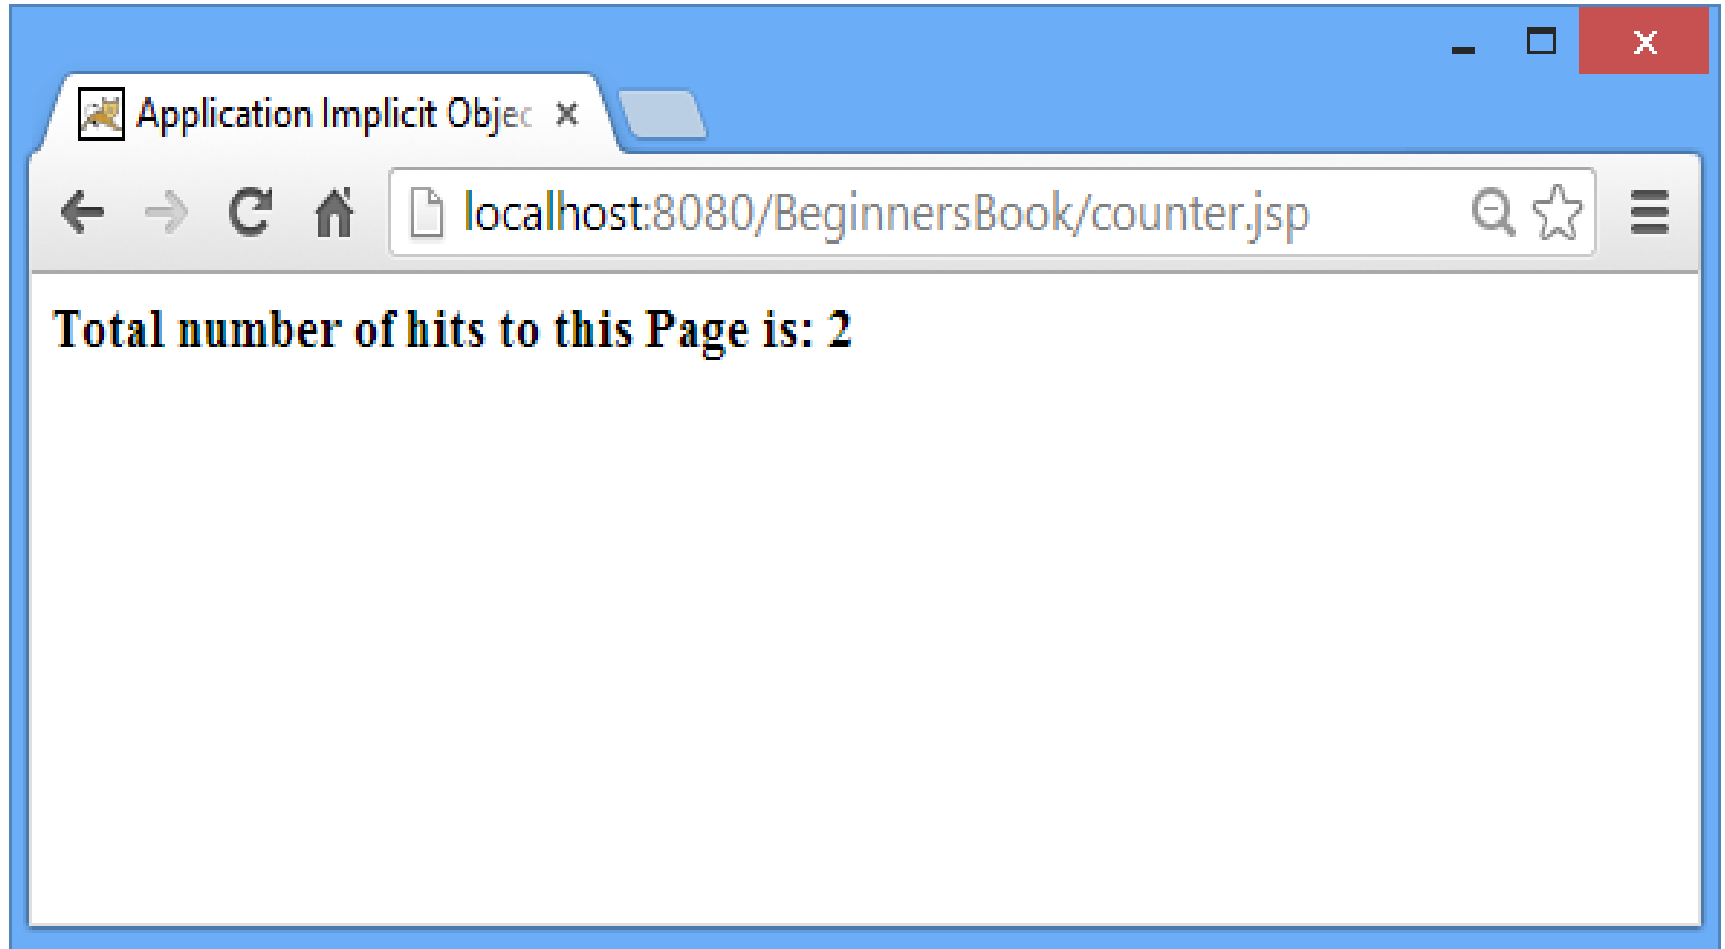 Application Implicit Objec
localhost:8080/BeginnersBook/counter.jsp
Total number of hits to this Page is: 2